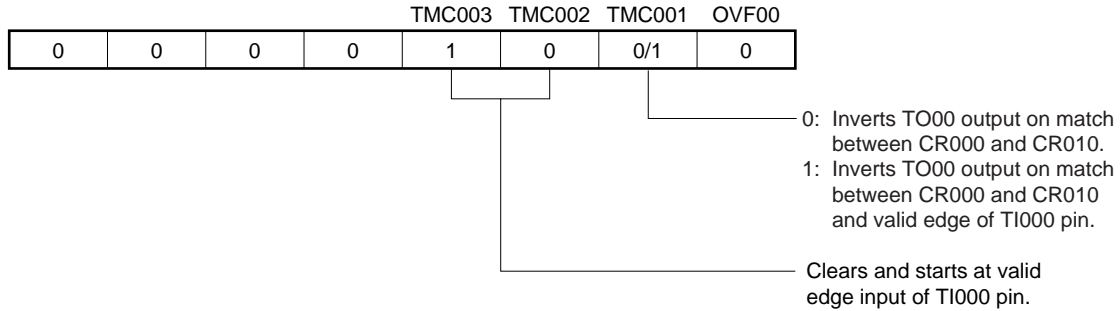 TMC003 TMC002 TMC001 OVF00
0 0 0 0 1 0 0/1 0
0: Inverts TO00 output on match
between CR000 and CR010.
1: Inverts TO00 output on match
between CR000 and CR010
and valid edge of TI000 pin.
Clears and starts at valid
edge input of TI000 pin.